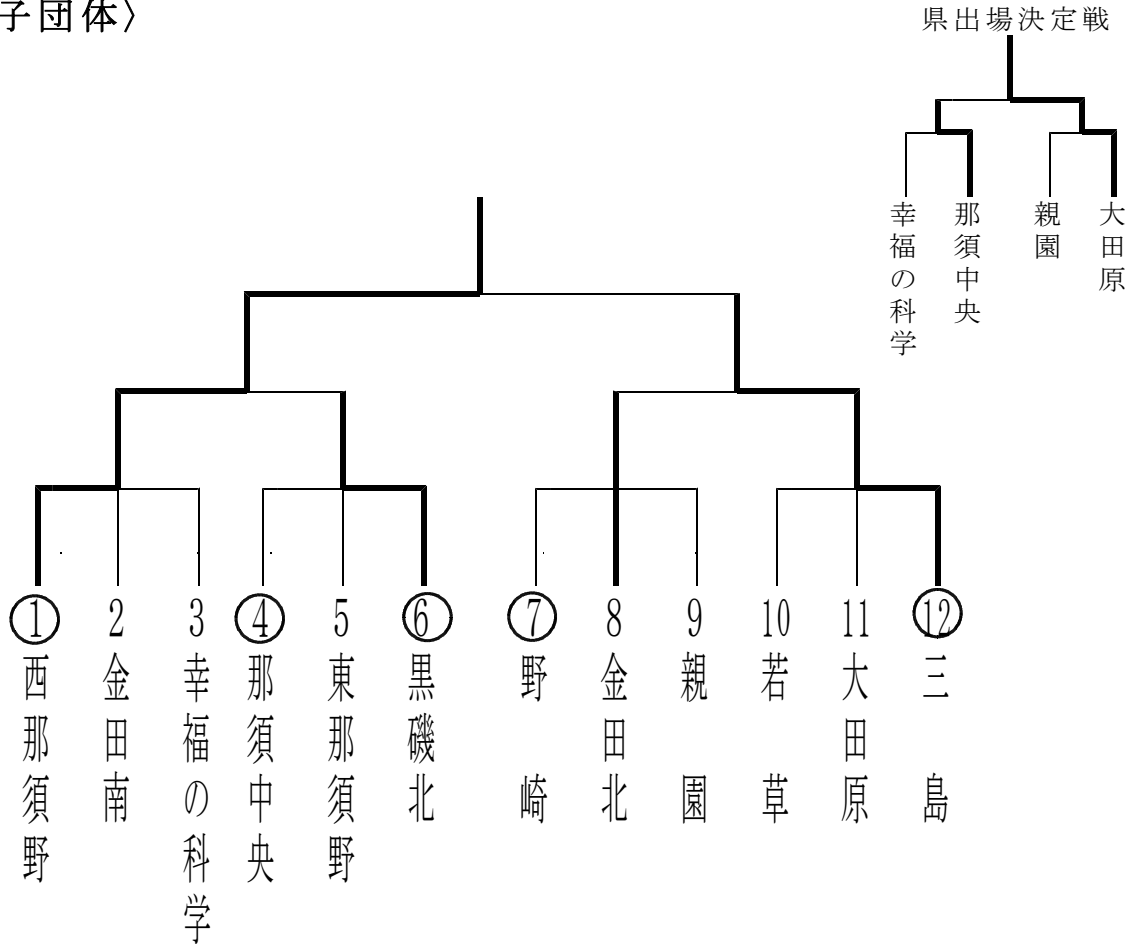 子団体〉
県出場決定戦
幸福の科学
那須中央
親園
大田原
① 2 3 ④ 5 ⑥ ⑦ 8 9 10 11 ⑫
西那須野
金田南
幸福の科学
那須中央
東那須野
黒磯北
野崎
金田北
親園
若草
大田原
三島